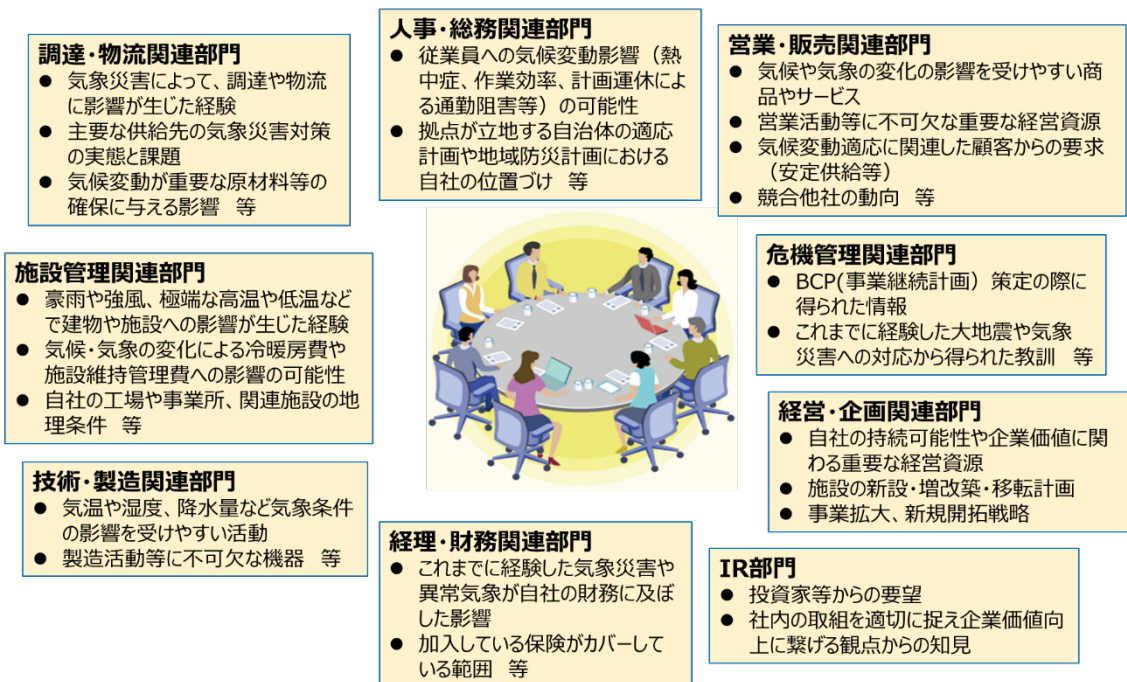 調達・物流関連部門
● 気象災害によって、調達や物流
に影響が生じた経験
● 主要な供給先の気象災害対策
の実態と課題
● 気候変動が重要な原材料等の
確保に与える影響　等
人事・総務関連部門
● 従業員への気候変動影響（熱
中症、作業効率、計画運休によ
る通勤阻害等）の可能性
● 拠点が立地する自治体の適応
計画や地域防災計画における
自社の位置づけ　等
営業・販売関連部門
● 気候や気象の変化の影響を受けやすい商
品やサービス
● 営業活動等に不可欠な重要な経営資源
● 気候変動適応に関連した顧客からの要求
（安定供給等）
● 競合他社の動向　等
施設管理関連部門
● 豪雨や強風、極端な高温や低温など
で建物や施設への影響が生じた経験
● 気候・気象の変化による冷暖房費や
施設維持管理費への影響の可能性
● 自社の工場や事業所、関連施設の地
理条件　等
危機管理関連部門
● BCP(事業継続計画）策定の際に
得られた情報
● これまでに経験した大地震や気象
災害への対応から得られた教訓　等
経営・企画関連部門
● 自社の持続可能性や企業価値に関
わる重要な経営資源
● 施設の新設・増改築・移転計画
● 事業拡大、新規開拓戦略
技術・製造関連部門
● 気温や湿度、降水量など気象条件
の影響を受けやすい活動
● 製造活動等に不可欠な機器　等
経理・財務関連部門
● これまでに経験した気象災害や
異常気象が自社の財務に及ぼ
した影響
● 加入している保険がカバーして
いる範囲　等
IR部門
● 投資家等からの要望
● 社内の取組を適切に捉え企業価値向
上に繋げる観点からの知見